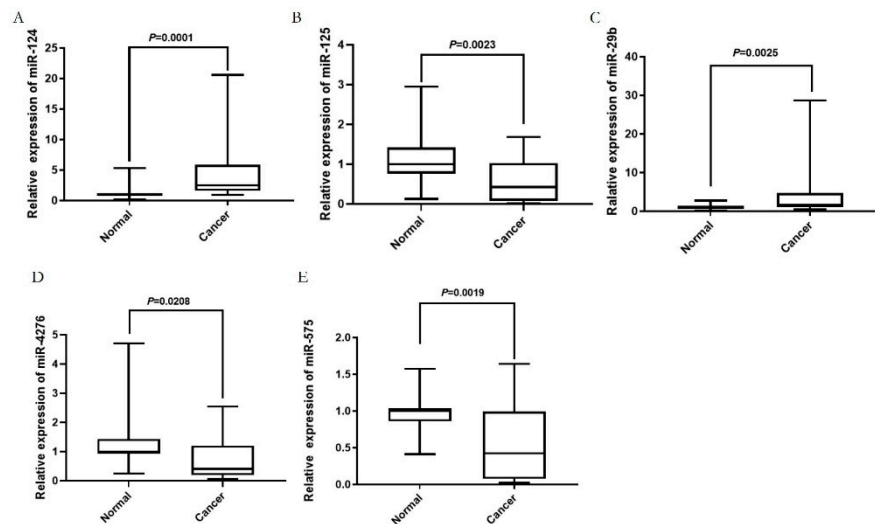 A
Relative expression of miR-124
25
20
15
10
5
0
P=0.0001
Normal
Cancer
B
Relative expression of miR-125
4
3
2
1
0
P=0.0023
Normal
Cancer
C
Ralative expression of miR-29b
40
30
20
10
0
P=0.0025
Normal
Cancer
D
Relative expression of miR-4276
5
4
3
2
1
0
P=0.0208
Normal
Cancer
E
Relative expression of miR-575
2.0
1.5
1.0
0.5
0.0
P=0.0019
Normal
Cancer